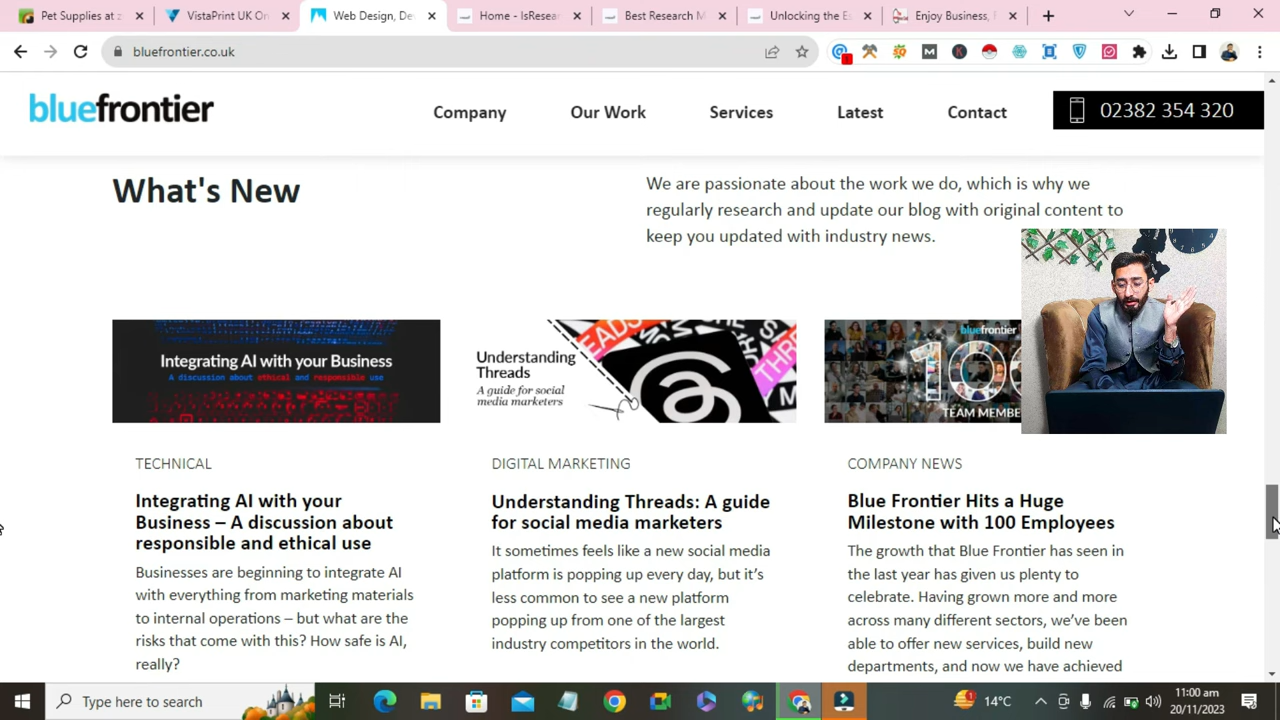 Pet Supplies at z
VistaPrint UK On
Web Design, De
Home - IsResea
Best Research M
Unlocking the Es
Enjoy Business, F
bluefrontier.co.uk
bluefrontier
Company
Our Work
Services
Latest
Contact
02382 354 320
What's New
We are passionate about the work we do, which is why we
regularly research and update our blog with original content to
keep you updated with industry news.
Integrating AI with your Business
A discussion about ethical and responsible use
Understanding
Threads
A guide for social
media marketers
bluefrontier
100
TEAM MEMBE
TECHNICAL
Integrating AI with your
Business – A discussion about
responsible and ethical use
Businesses are beginning to integrate AI
with everything from marketing materials
to internal operations – but what are the
risks that come with this? How safe is AI,
really?
DIGITAL MARKETING
Understanding Threads: A guide
for social media marketers
It sometimes feels like a new social media
platform is popping up every day, but it's
less common to see a new platform
popping up from one of the largest
industry competitors in the world.
COMPANY NEWS
Blue Frontier Hits a Huge
Milestone with 100 Employees
The growth that Blue Frontier has seen in
the last year has given us plenty to
celebrate. Having grown more and more
across many different sectors, we've been
able to offer new services, build new
departments, and now we have achieved
Type here to search
14°C
11:00 am
20/11/2023